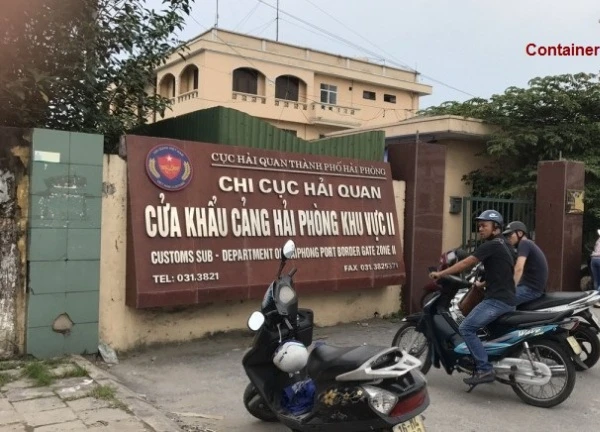 Container
CỤC HẢI QUAN THÀNH PHỐ HẢI PHÒNG
CHI CỤC HẢI QUAN
CỬA KHẨU CẢNG HẢI PHÒNG KHU VỰC II
CUSTOMS SUB - DEPARTMENT OF HAIPHONG PORT BORDER GATE ZONE II
TEL: 031.3821
FAX 031.3825371